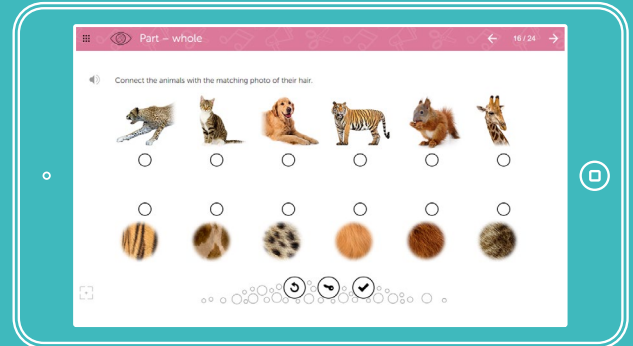 Part – whole
16 / 24
Connect the animals with the matching photo of their hair.